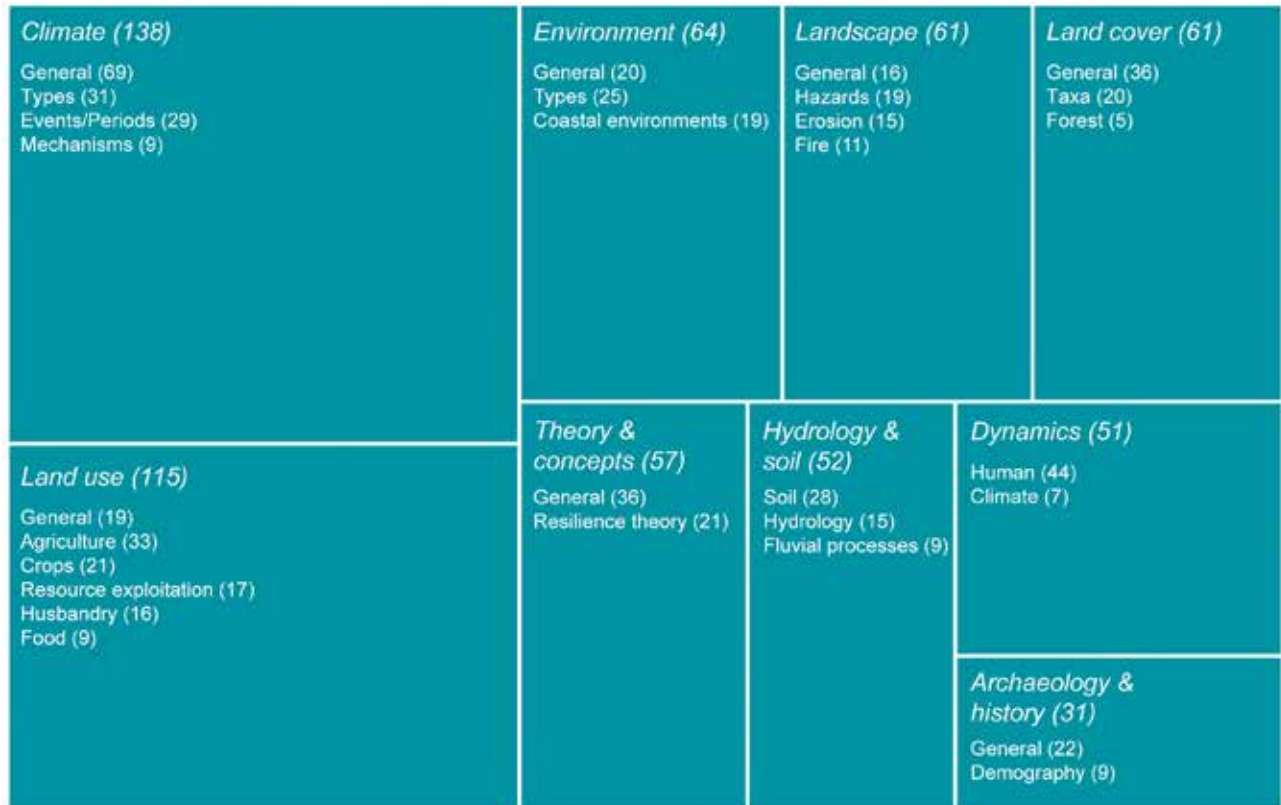 Climate (138)
General (69)
Types (31)
Events/Periods (29)
Mechanisms (9)
Environment (64)
General (20)
Types (25)
Coastal environments (19)
Landscape (61)
General (16)
Hazards (19)
Erosion (15)
Fire (11)
Land cover (61)
General (36)
Taxa (20)
Forest (5)
Land use (115)
General (19)
Agriculture (33)
Crops (21)
Resource exploitation (17)
Husbandry (16)
Food (9)
Theory &
concepts (57)
General (36)
Resilience theory (21)
Hydrology &
soil (52)
Soil (28)
Hydrology (15)
Fluvial processes (9)
Dynamics (51)
Human (44)
Climate (7)
Archaeology &
history (31)
General (22)
Demography (9)